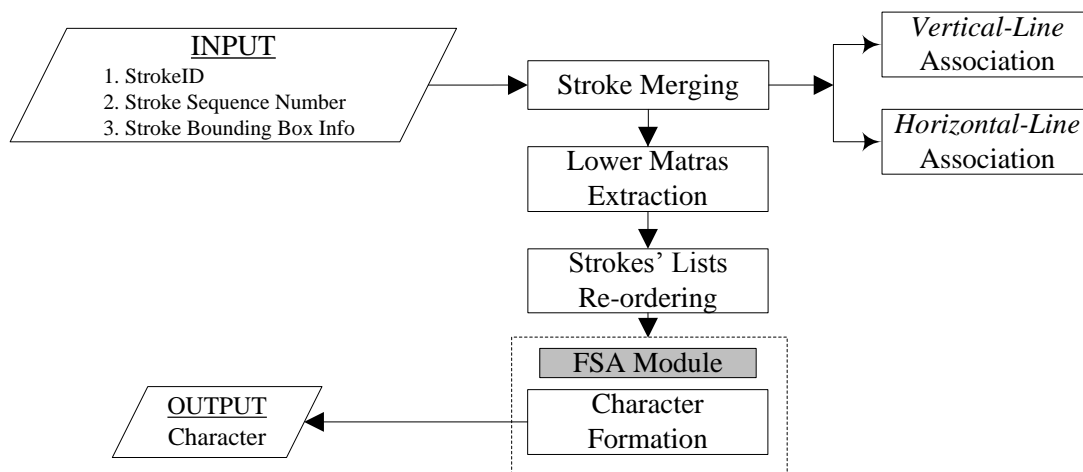 INPUT
1. StrokeID
2. Stroke Sequence Number
3. Stroke Bounding Box Info
Stroke Merging
Vertical-Line
Association
Horizontal-Line
Association
Lower Matras
Extraction
Strokes’ Lists
Re-ordering
FSA Module
Character
Formation
OUTPUT
Character